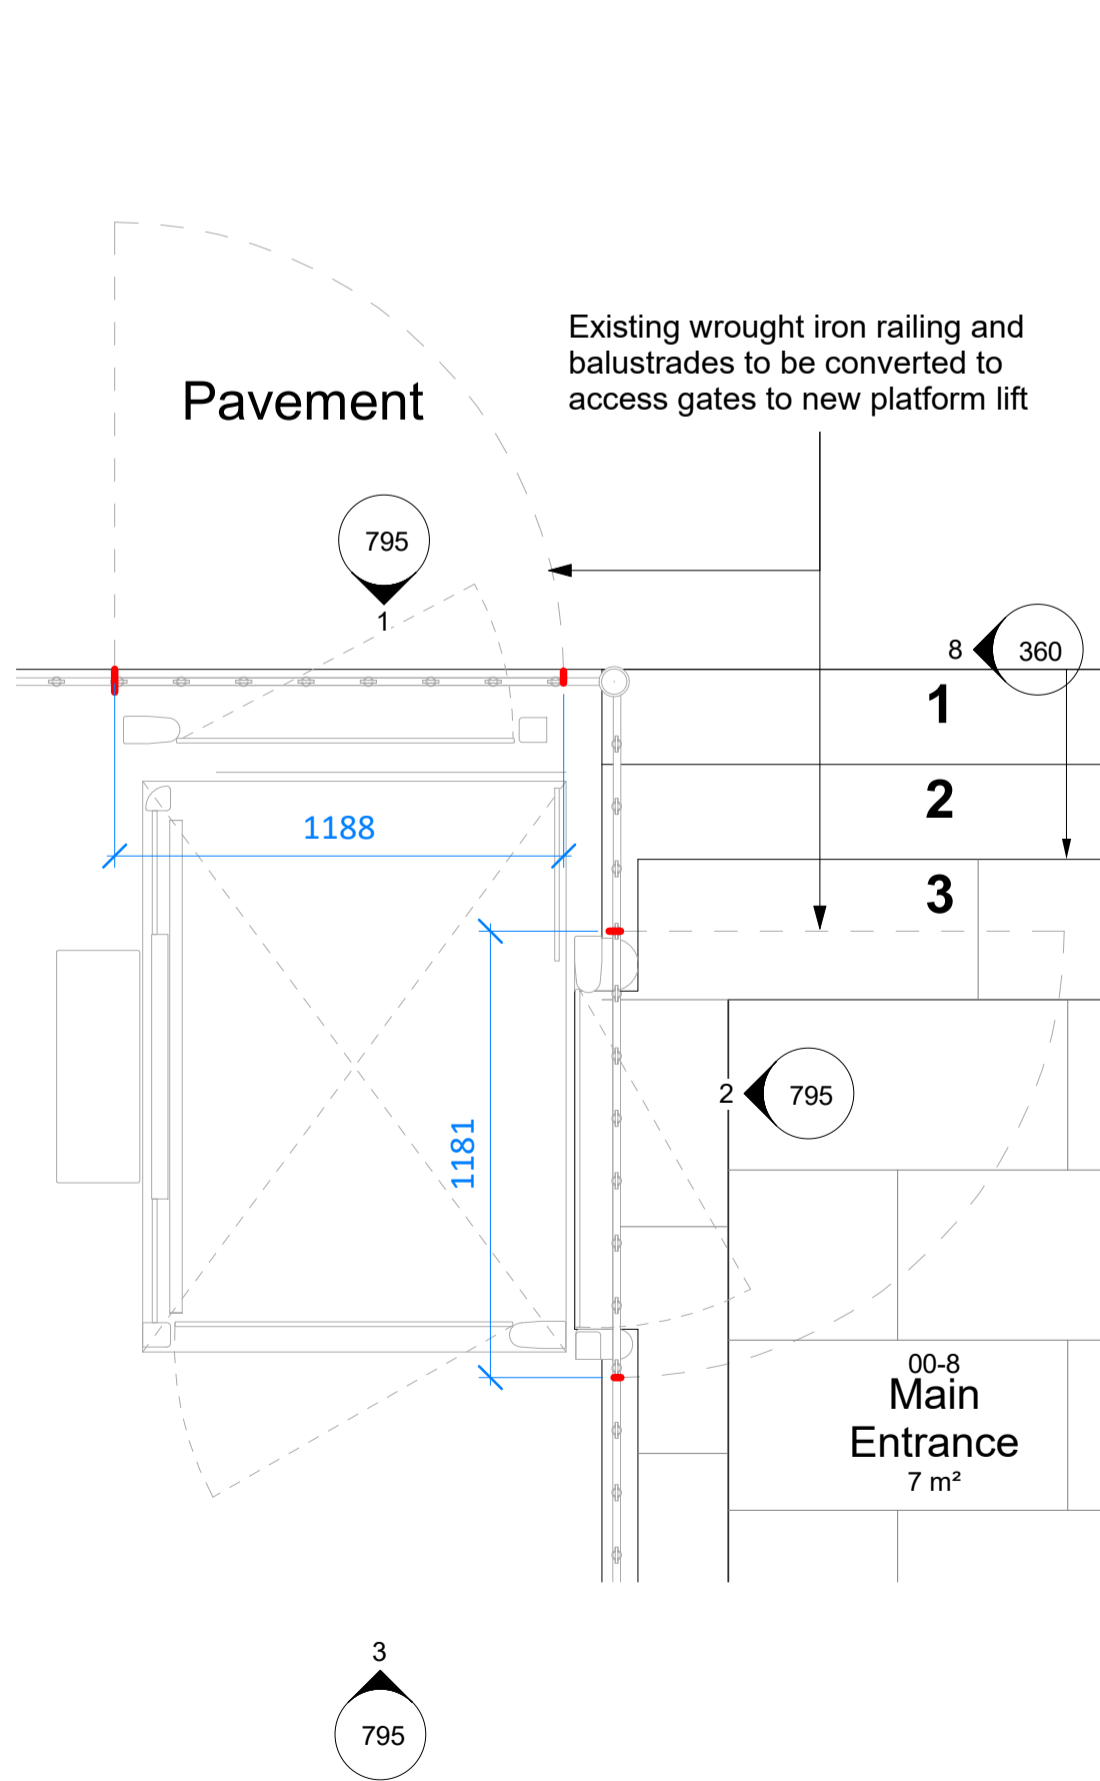 Existing wrought iron railing and
balustrades to be converted to
access gates to new platform lift
Pavement
795
1
8
360
1
2
3
1188
1181
2
795
00-8
Main
Entrance
7 m²
3
795